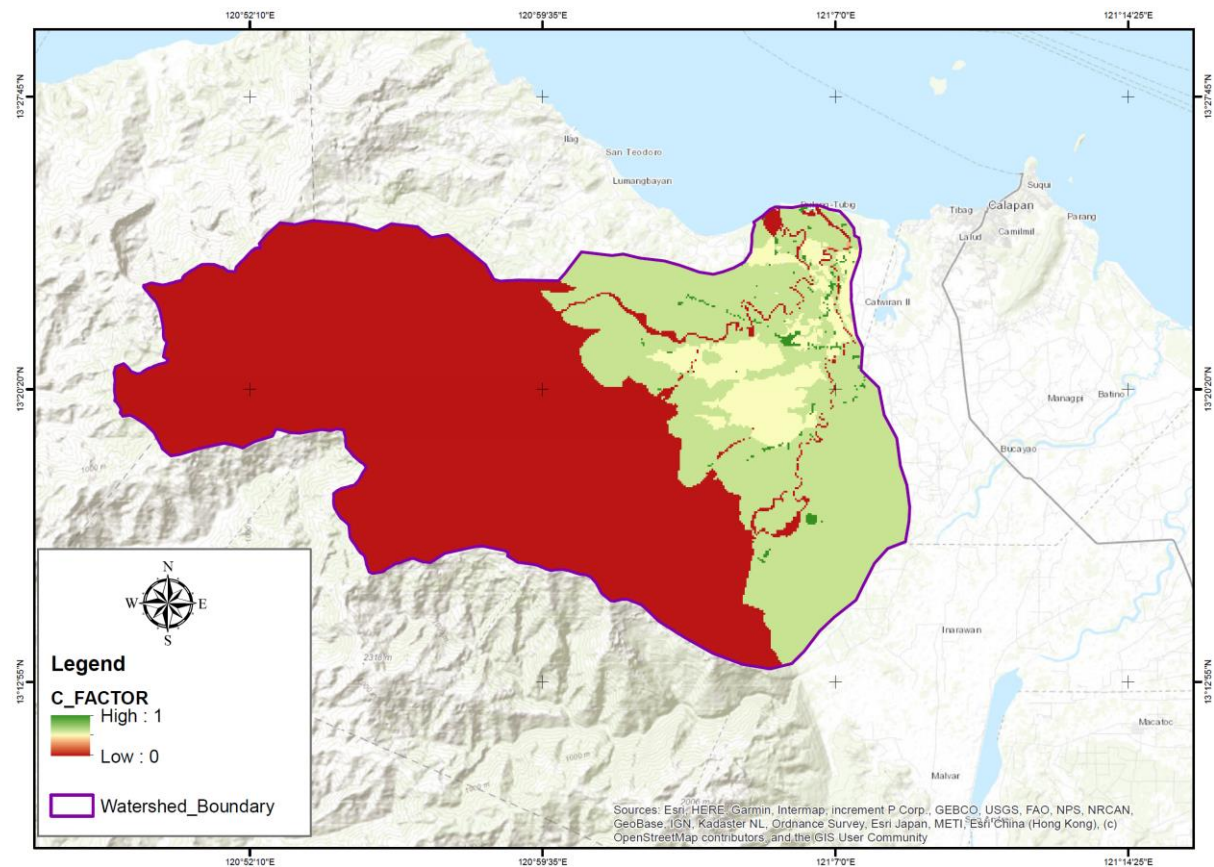 120°52'10"E 120°59'35"E 121°7'0"E 121°14'25"E
13°27'45"N 13°27'45"N
Ilag
San Teodoro
Lumangbayan
Suqui
Tibag Calapan Parang
Lalud Camilmil
Catwiran II
13°20'20"N 13°20'20"N
Managpi Batino
Bucayao
1000 m
N
W E
S
Inarawan
Legend
2318 m
C_FACTOR
High : 1
Low : 0
13°12'55"N 13°12'55"N
Macatoc
1000 m
Malvar
Watershed_Boundary
2006 m
Sources: Esri, HERE, Garmin, Intermap, increment P Corp., GEBCO, USGS, FAO, NPS, NRCAN,
GeoBase, IGN, Kadaster NL, Ordnance Survey, Esri Japan, METI, Esri China (Hong Kong), (c)
OpenStreetMap contributors, and the GIS User Community
120°52'10"E 120°59'35"E 121°7'0"E 121°14'25"E